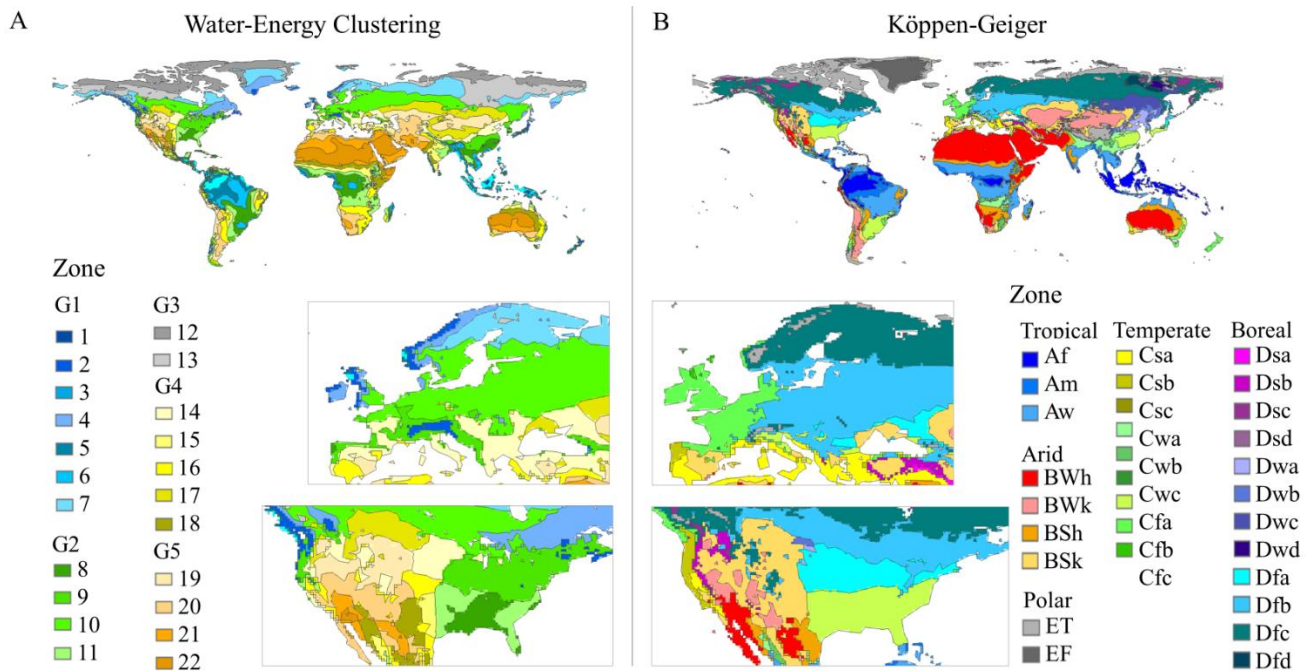 A
Water-Energy Clustering
Zone
G1
1
2
3
4
5
6
7
G2
8
9
10
11
G3
12
13
G4
14
15
16
17
18
G5
19
20
21
22
B
Köppen-Geiger
Zone
Tropical
Af
Am
Aw
Arid
BWh
BWk
BSh
BSk
Polar
ET
EF
Temperate
Csa
Csb
Csc
Cwa
Cwb
Cwc
Cfa
Cfb
Cfc
Boreal
Dsa
Dsb
Dsc
Dsd
Dwa
Dwb
Dwc
Dwd
Dfa
Dfb
Dfc
Dfd